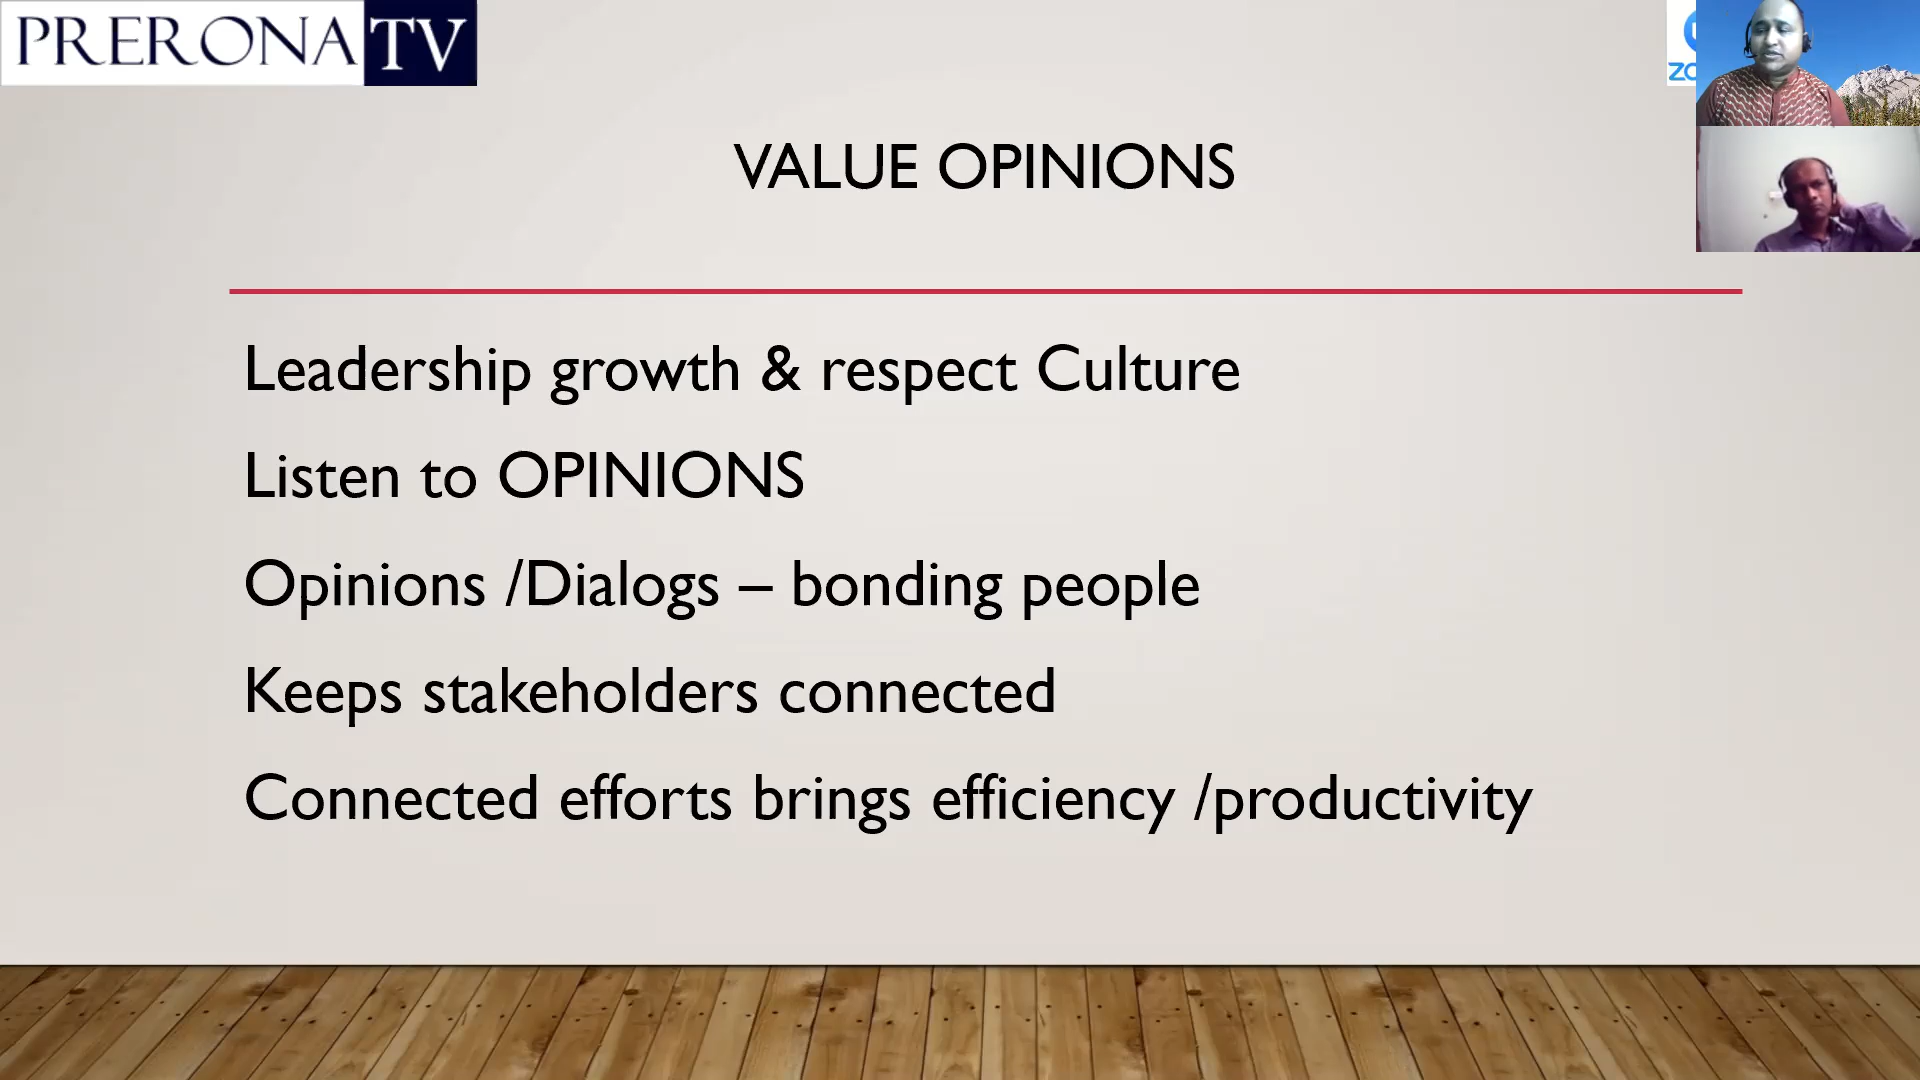 PRERONA TV
VALUE OPINIONS
Leadership growth & respect Culture
Listen to OPINIONS
Opinions /Dialogs – bonding people
Keeps stakeholders connected
Connected efforts brings efficiency /productivity